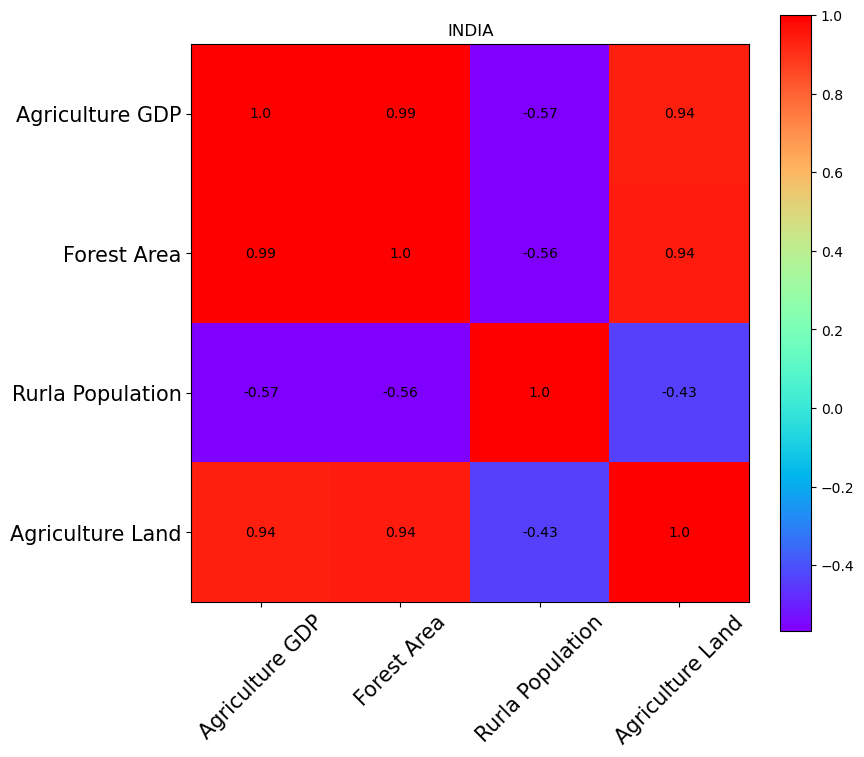 INDIA
Agriculture GDP
1.0 0.99 -0.57 0.94
Forest Area
0.99 1.0 -0.56 0.94
Rurla Population
-0.57 -0.56 1.0 -0.43
Agriculture Land
0.94 0.94 -0.43 1.0
Agriculture GDP
Forest Area
Rurla Population
Agriculture Land
1.0
0.8
0.6
0.4
0.2
0.0
−0.2
−0.4